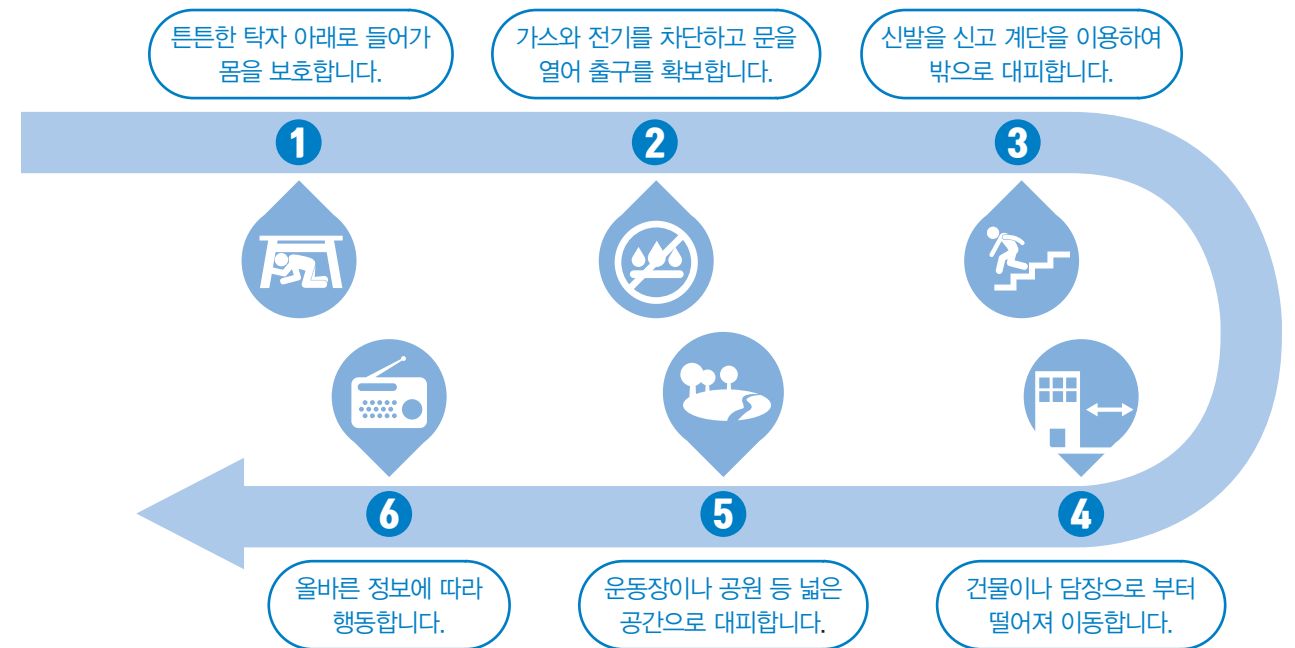 튼튼한 탁자 아래로 들어가
몸을 보호합니다.
가스와 전기를 차단하고 문을
열어 출구를 확보합니다.
신발을 신고 계단을 이용하여
밖으로 대피합니다.
1
2
3
4
5
6
건물이나 담장으로 부터
떨어져 이동합니다.
운동장이나 공원 등 넓은
공간으로 대피합니다.
올바른 정보에 따라
행동합니다.